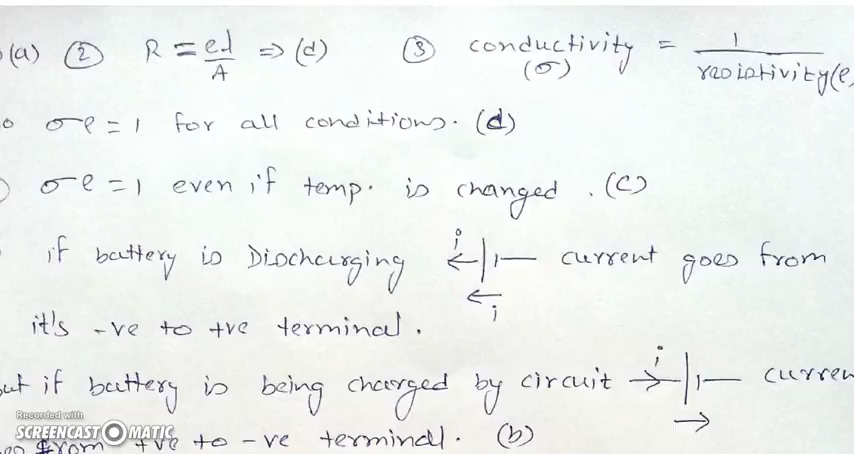 (a) ② R = ρl/A ⇒ (d) ③ conductivity (σ) = 1/resistivity(ρ
σρ = 1 for all conditions. (d)
σρ = 1 even if temp. is changed. (c)
if battery is Discharging i current goes from
i
it's -ve to +ve terminal.
but if battery is being charged by circuit i curren
from +ve to -ve terminal. (b)
Recorded with
SCREENCAST O MATIC